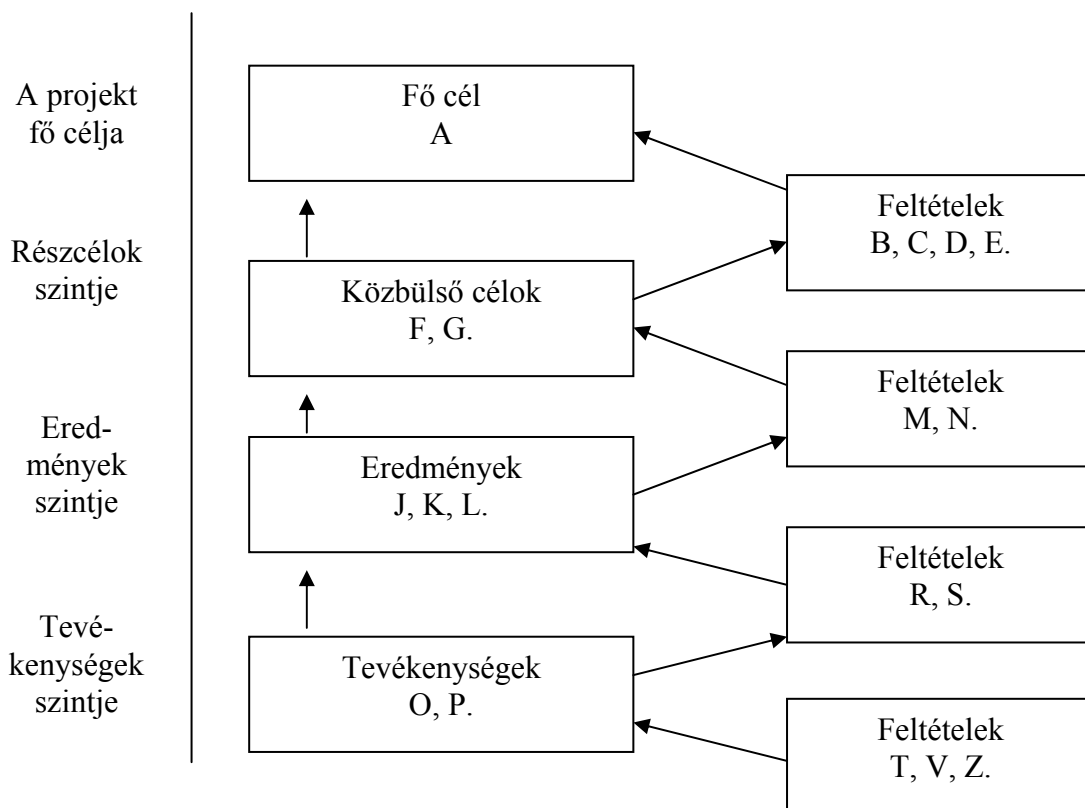 A projekt
fő célja
Fő cél
A
Feltételek
B, C, D, E.
Részcélok
szintje
Közbülső célok
F, G.
Feltételek
M, N.
Ered-
mények
szintje
Eredmények
J, K, L.
Feltételek
R, S.
Tevé-
kenységek
szintje
Tevékenységek
O, P.
Feltételek
T, V, Z.